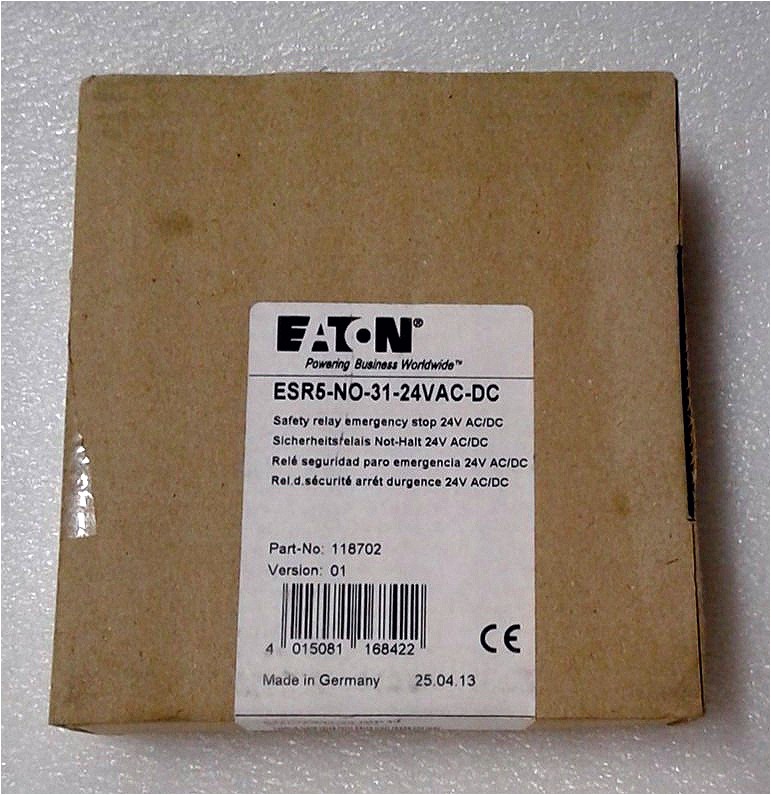 EATON®
Powering Business Worldwide™
ESR5-NO-31-24VAC-DC
Safety relay emergency stop 24V AC/DC
Sicherheitsrelais Not-Halt 24V AC/DC
Relé seguridad paro emergencia 24V AC/DC
Rel.d.sécurité arrét durgence 24V AC/DC
Part-No: 118702
Version: 01
4 015081 168422
CE
Made in Germany 25.04.13